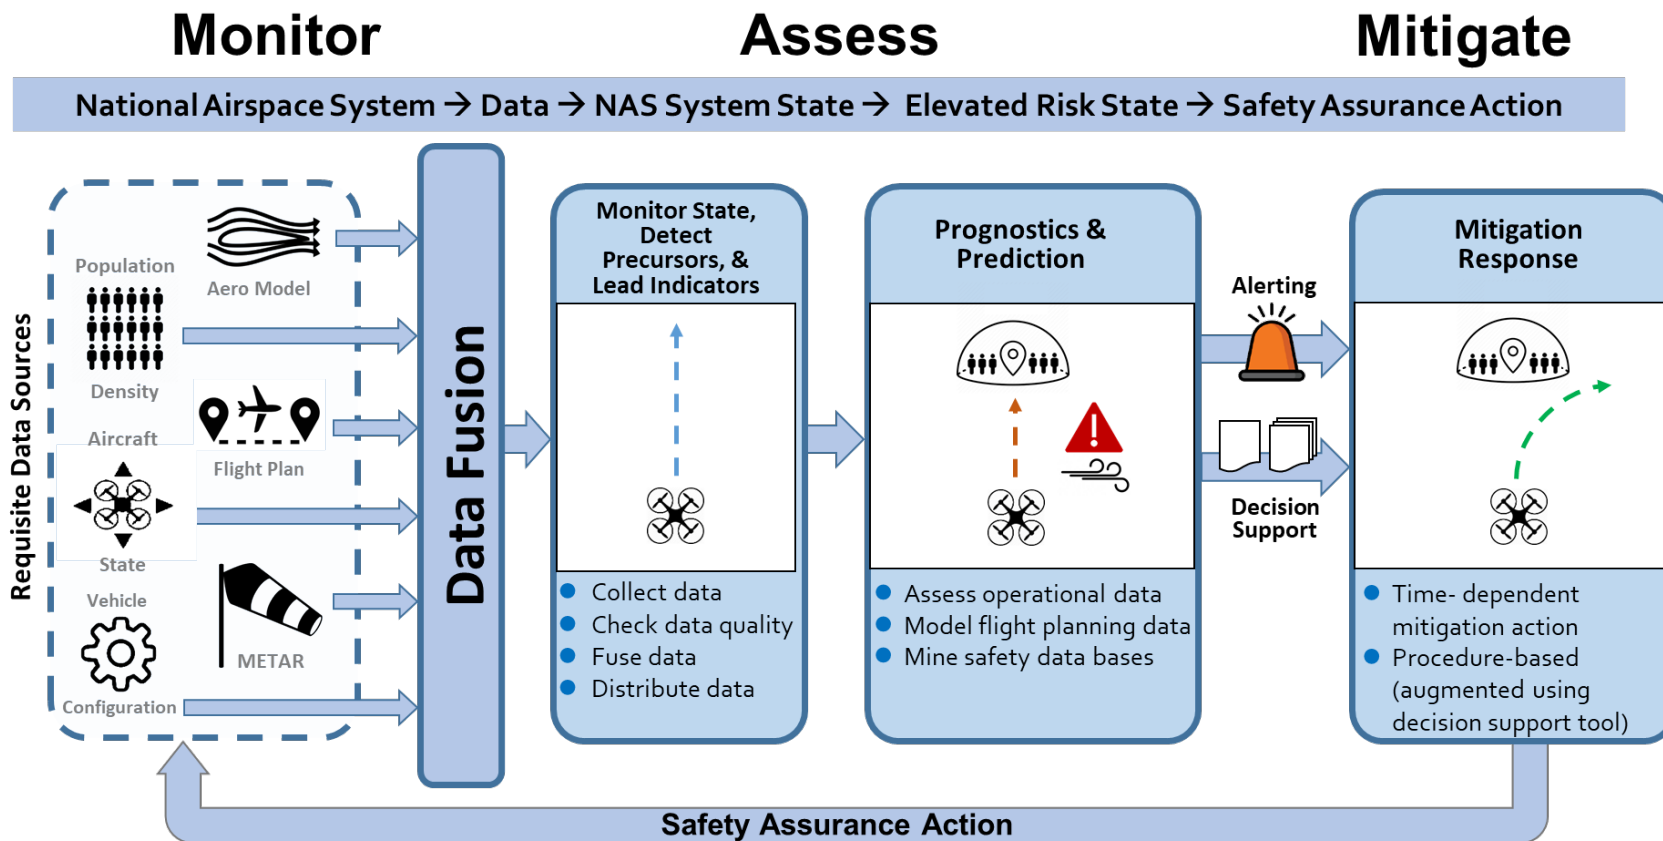 Monitor
Assess
Mitigate
National Airspace System → Data → NAS System State → Elevated Risk State → Safety Assurance Action
Requisite Data Sources
Aero Model
Population
Density
Flight Plan
Aircraft
State
METAR
Vehicle
Configuration
Data Fusion
Monitor State,
Detect
Precursors, &
Lead Indicators
Collect data
Check data quality
Fuse data
Distribute data
Prognostics &
Prediction
Assess operational data
Model flight planning data
Mine safety data bases
Alerting
Decision
Support
Mitigation
Response
Time- dependent
mitigation action
Procedure-based
(augmented using
decision support tool)
Safety Assurance Action